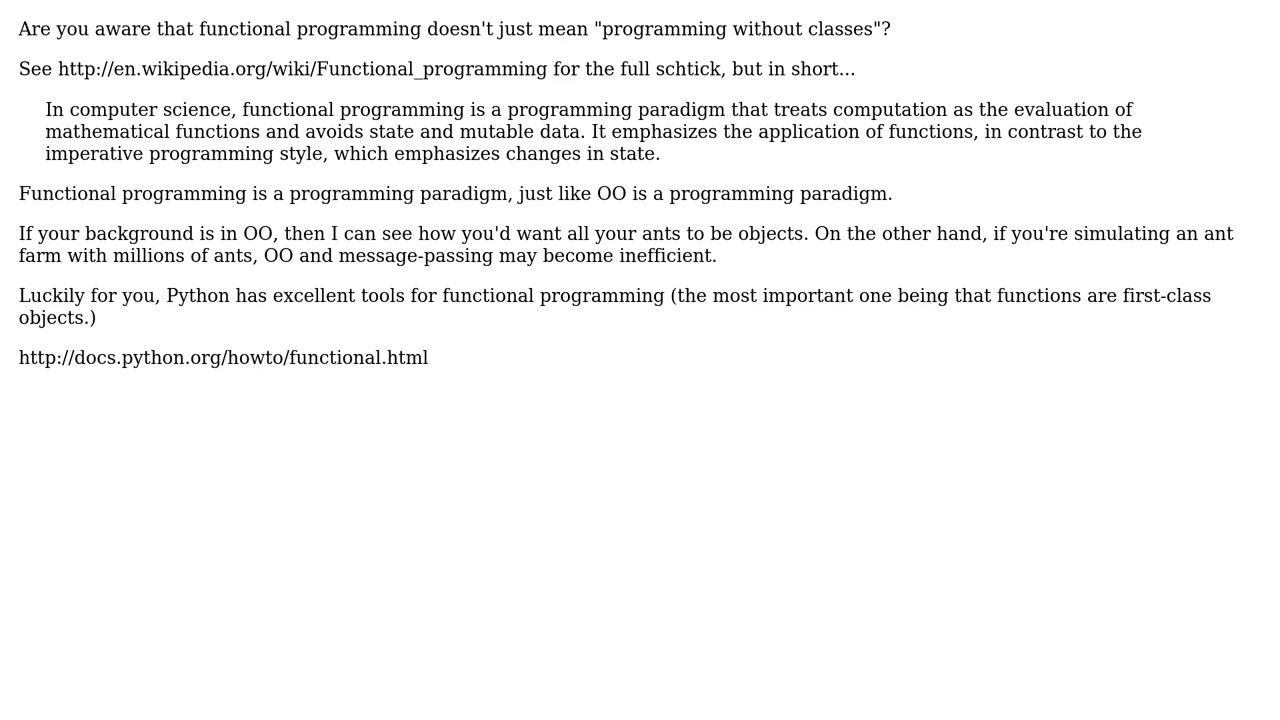 Are you aware that functional programming doesn't just mean "programming without classes"?
See http://en.wikipedia.org/wiki/Functional_programming for the full schtick, but in short...
In computer science, functional programming is a programming paradigm that treats computation as the evaluation of
mathematical functions and avoids state and mutable data. It emphasizes the application of functions, in contrast to the
imperative programming style, which emphasizes changes in state.
Functional programming is a programming paradigm, just like OO is a programming paradigm.
If your background is in OO, then I can see how you'd want all your ants to be objects. On the other hand, if you're simulating an ant
farm with millions of ants, OO and message-passing may become inefficient.
Luckily for you, Python has excellent tools for functional programming (the most important one being that functions are first-class
objects.)
http://docs.python.org/howto/functional.html